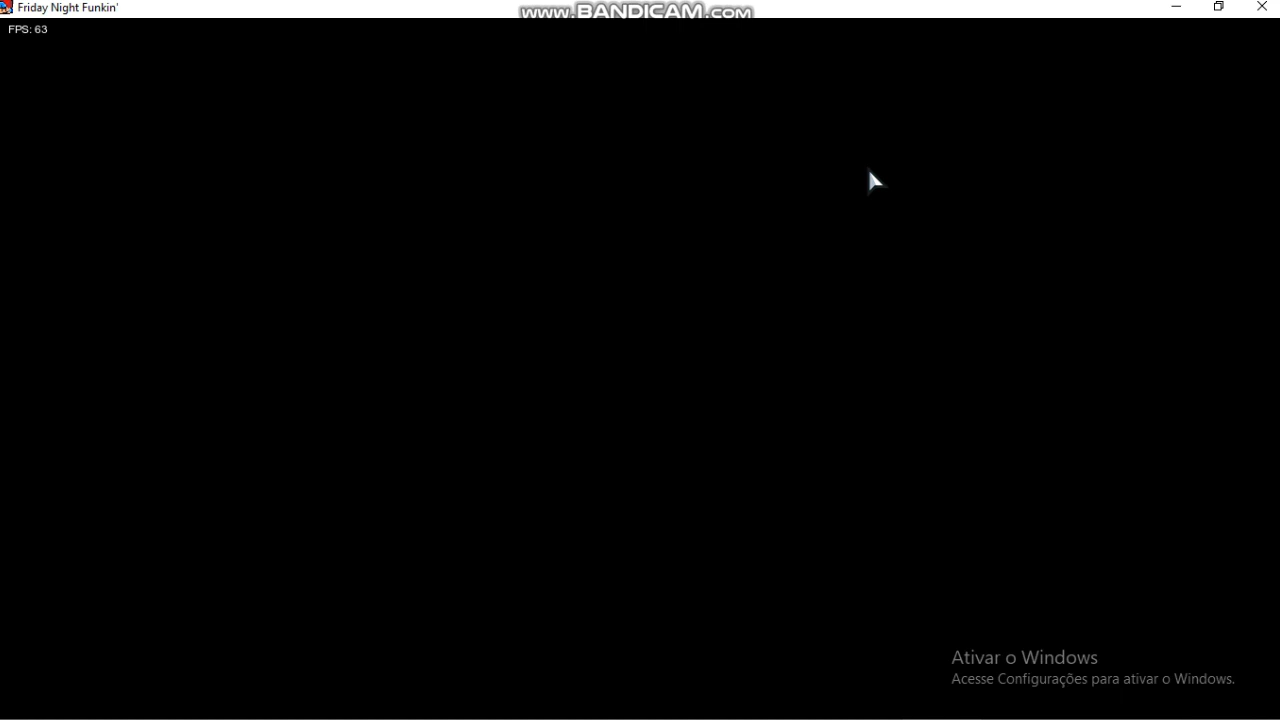 Friday Night Funkin'
www.BANDICAM.com
FPS: 63
Ativar o Windows
Acesse Configurações para ativar o Windows.